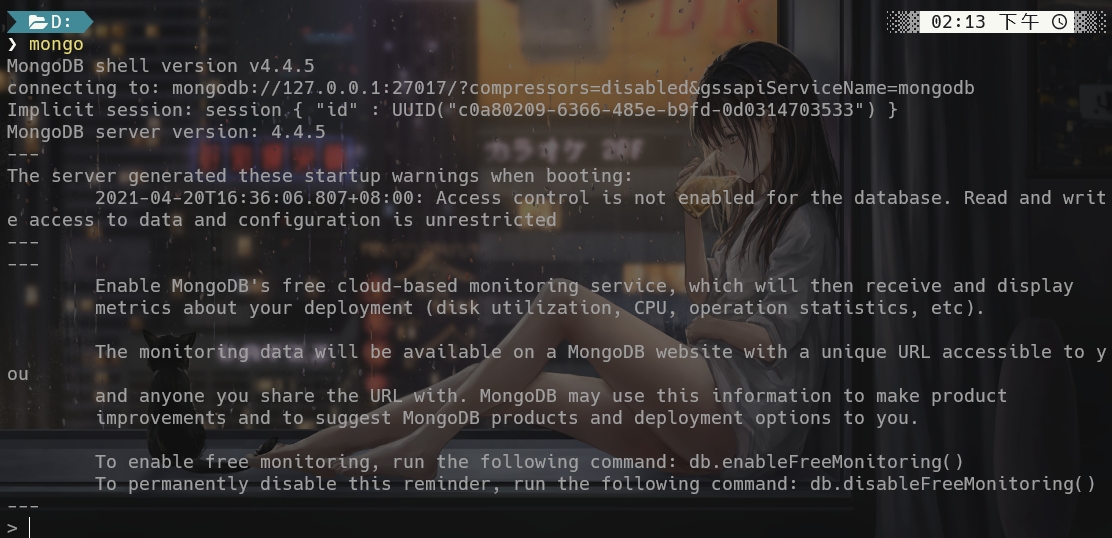 D:
02:13 下午
❯ mongo
MongoDB shell version v4.4.5
connecting to: mongodb://127.0.0.1:27017/?compressors=disabled&gssapiServiceName=mongodb
Implicit session: session { "id" : UUID("c0a80209-6366-485e-b9fd-0d0314703533") }
MongoDB server version: 4.4.5
---
The server generated these startup warnings when booting:
2021-04-20T16:36:06.807+08:00: Access control is not enabled for the database. Read and writ
e access to data and configuration is unrestricted
---
---
Enable MongoDB's free cloud-based monitoring service, which will then receive and display
metrics about your deployment (disk utilization, CPU, operation statistics, etc).
The monitoring data will be available on a MongoDB website with a unique URL accessible to y
ou
and anyone you share the URL with. MongoDB may use this information to make product
improvements and to suggest MongoDB products and deployment options to you.
To enable free monitoring, run the following command: db.enableFreeMonitoring()
To permanently disable this reminder, run the following command: db.disableFreeMonitoring()
---
>
カラオケ 2FF
DR